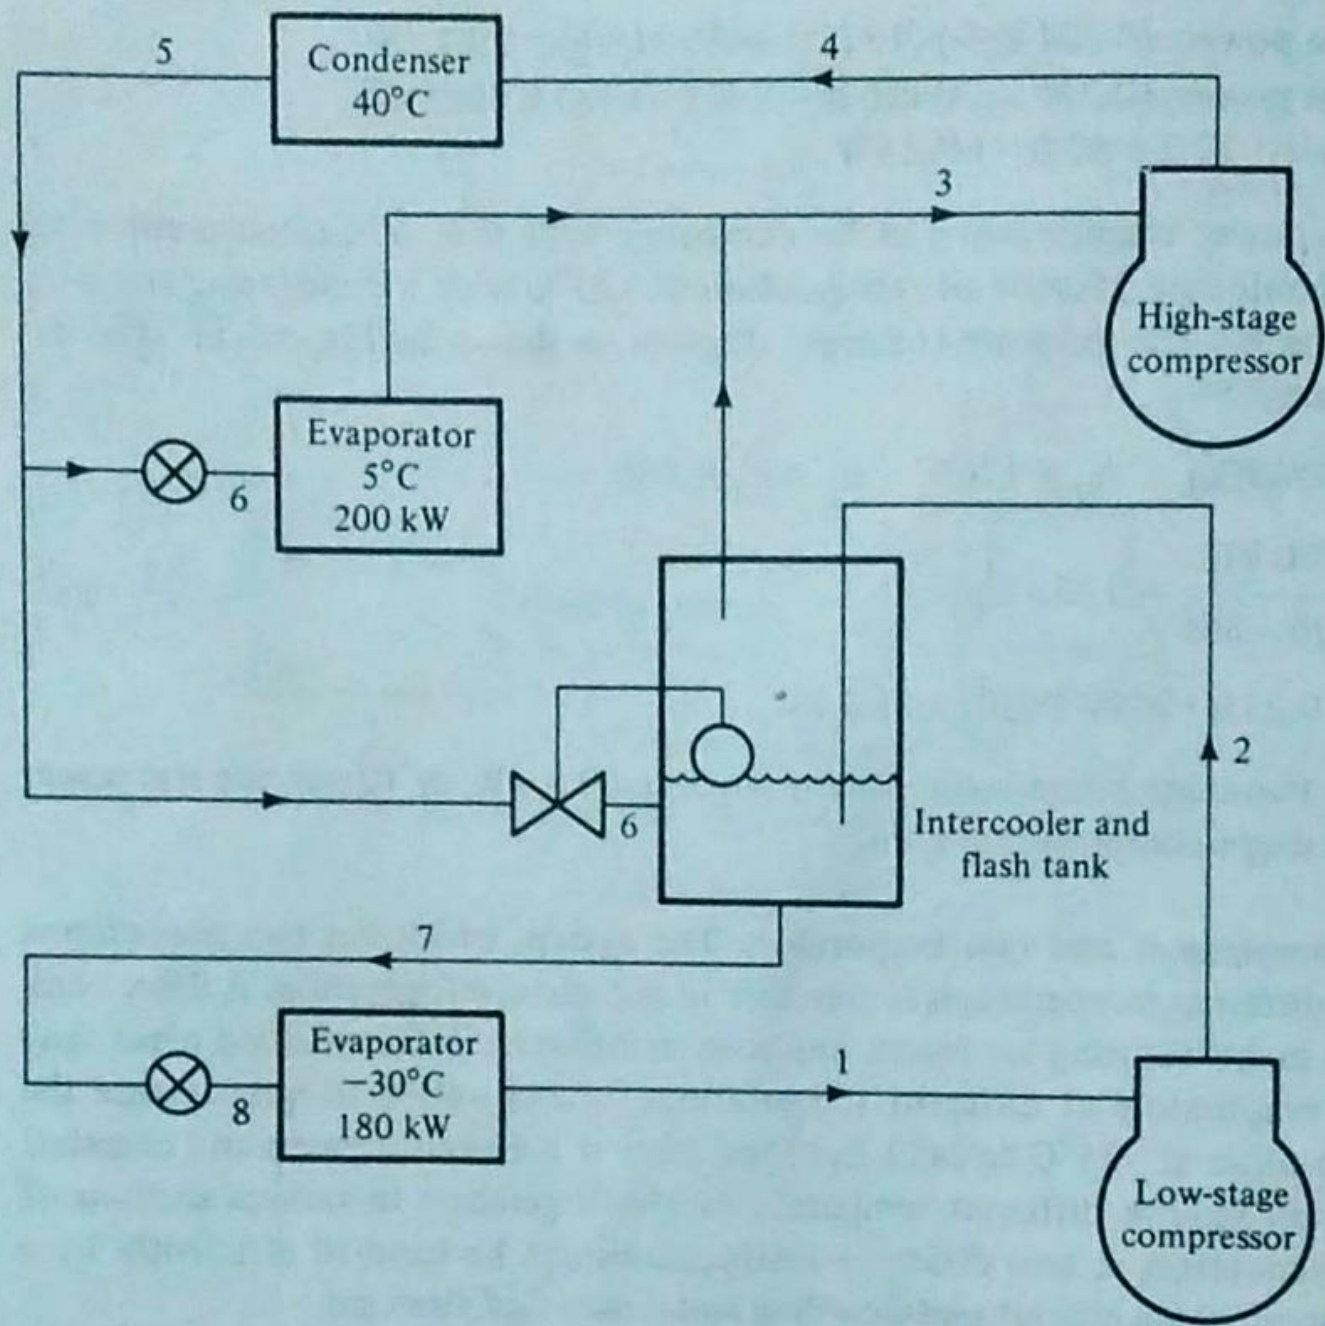 5
Condenser
40°C
4
3
High-stage
compressor
Evaporator
5°C
200 kW
6
2
6
Intercooler and
flash tank
7
Evaporator
−30°C
180 kW
8
1
Low-stage
compressor